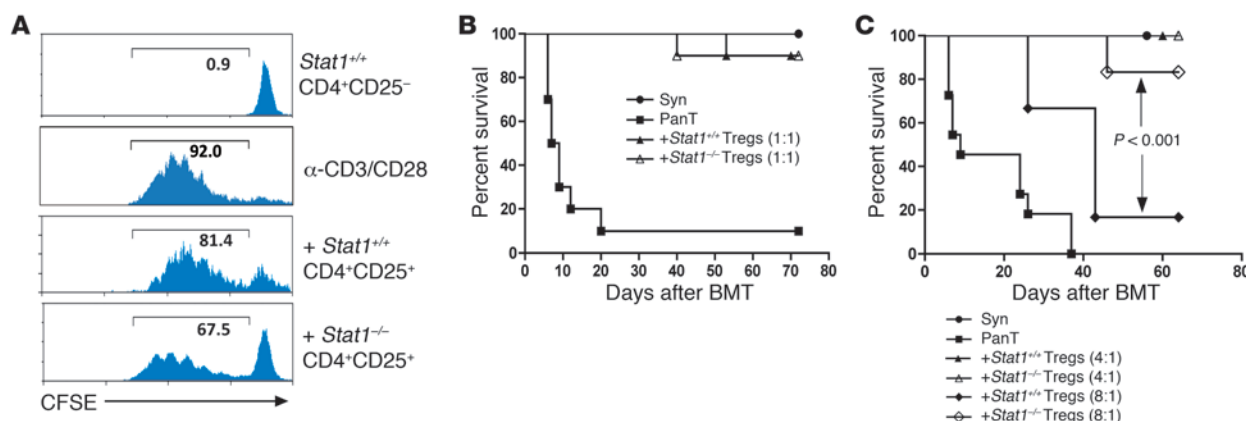 A
0.9
Stat1+/+
CD4+CD25–
92.0
α-CD3/CD28
81.4
+ Stat1+/+
CD4+CD25+
67.5
+ Stat1–/–
CD4+CD25+
CFSE
B
100
80
60
40
20
0
Percent survival
Syn
PanT
+Stat1+/+ Tregs (1:1)
+Stat1–/– Tregs (1:1)
0 10 20 30 40 50 60 70 80
Days after BMT
C
100
80
60
40
20
0
Percent survival
P < 0.001
0 20 40 60 80
Days after BMT
Syn
PanT
+Stat1+/+ Tregs (4:1)
+Stat1–/– Tregs (4:1)
+Stat1+/+ Tregs (8:1)
+Stat1–/– Tregs (8:1)